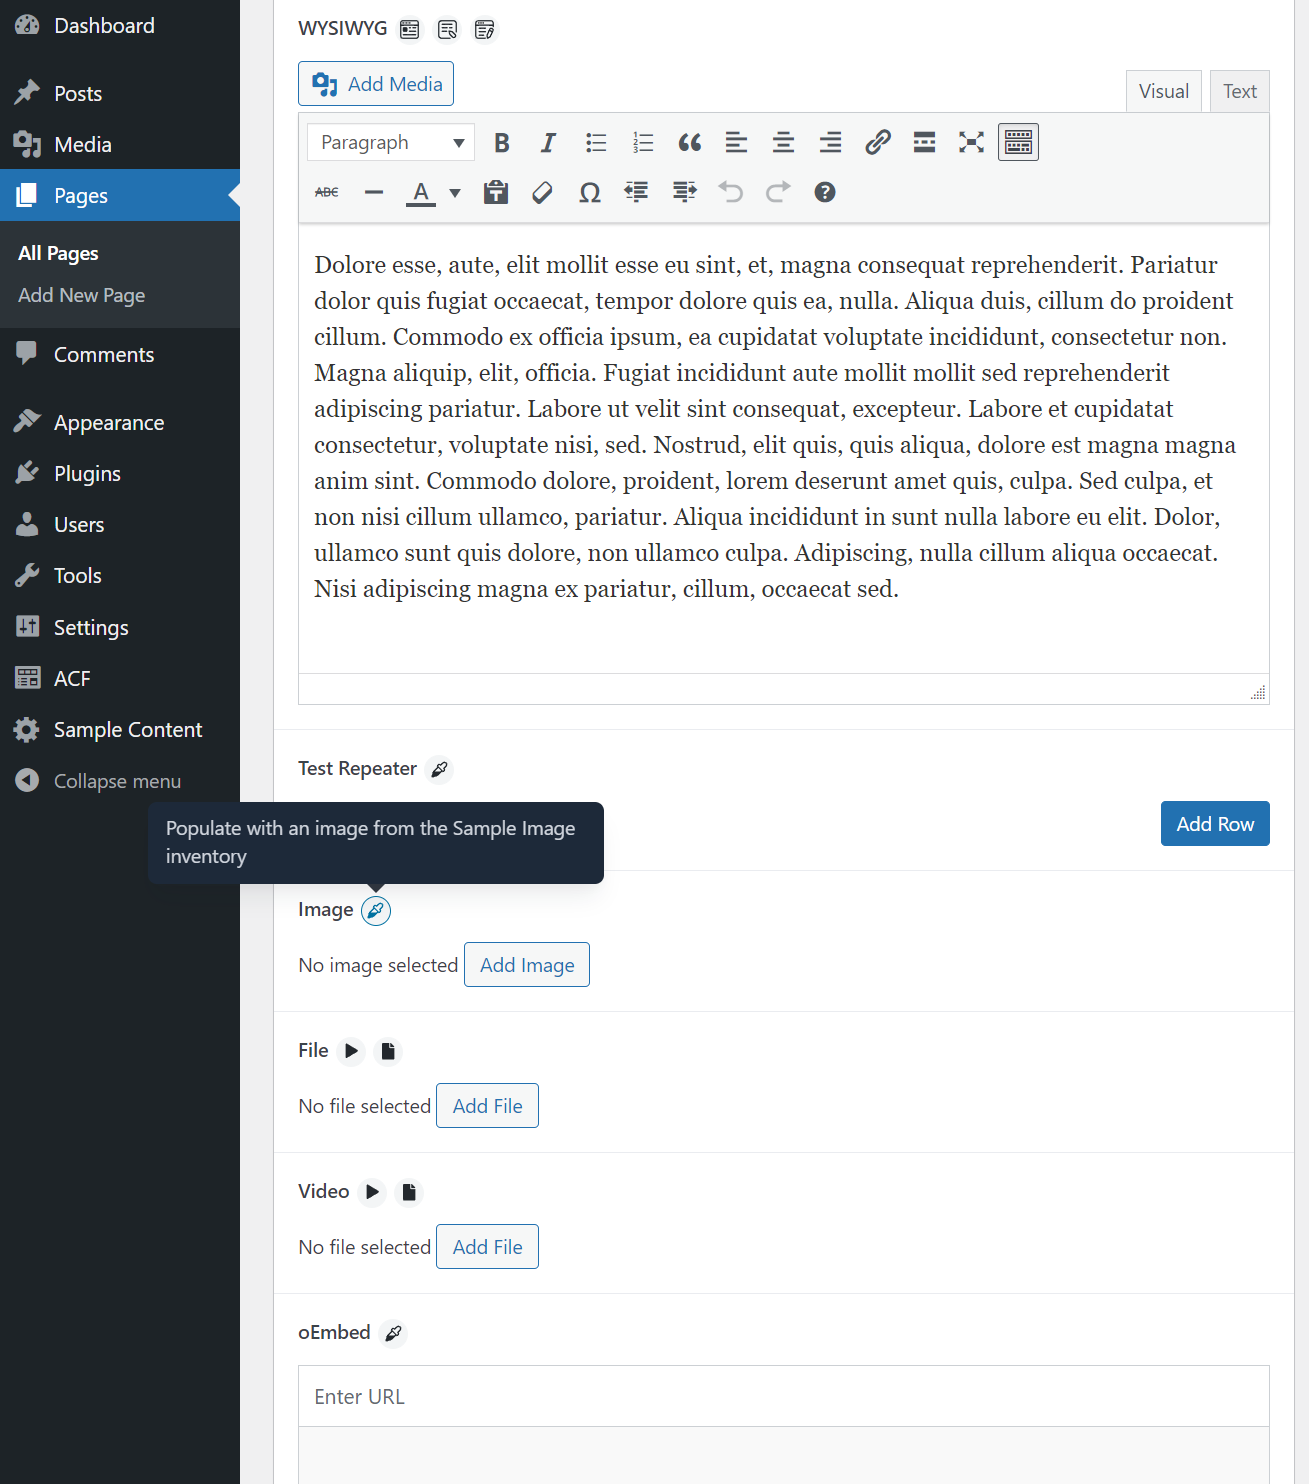 Dashboard
Posts
Media
Pages
All Pages
Add New Page
Comments
Appearance
Plugins
Users
Tools
Settings
ACF
Sample Content
Collapse menu
WYSIWYG
Add Media
Visual
Text
Paragraph
ABC
Dolore esse, aute, elit mollit esse eu sint, et, magna consequat reprehenderit. Pariatur
dolor quis fugiat occaecat, tempor dolore quis ea, nulla. Aliqua duis, cillum do proident
cillum. Commodo ex officia ipsum, ea cupidatat voluptate incididunt, consectetur non.
Magna aliquip, elit, officia. Fugiat incididunt aute mollit mollit sed reprehenderit
adipiscing pariatur. Labore ut velit sint consequat, excepteur. Labore et cupidatat
consectetur, voluptate nisi, sed. Nostrud, elit quis, quis aliqua, dolore est magna magna
anim sint. Commodo dolore, proident, lorem deserunt amet quis, culpa. Sed culpa, et
non nisi cillum ullamco, pariatur. Aliqua incididunt in sunt nulla labore eu elit. Dolor,
ullamco sunt quis dolore, non ullamco culpa. Adipiscing, nulla cillum aliqua occaecat.
Nisi adipiscing magna ex pariatur, cillum, occaecat sed.
Test Repeater
Add Row
Populate with an image from the Sample Image
inventory
Image
No image selected
Add Image
File
No file selected
Add File
Video
No file selected
Add File
oEmbed
Enter URL